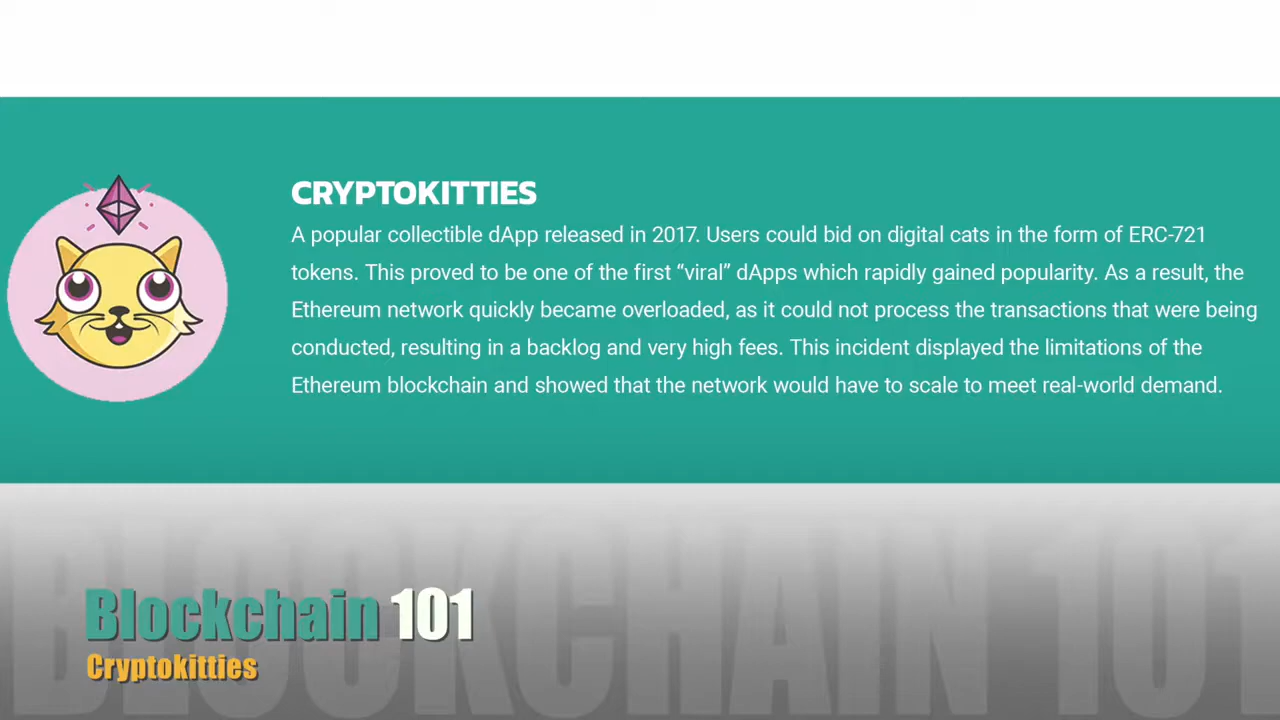 CRYPTOKITTIES
A popular collectible dApp released in 2017. Users could bid on digital cats in the form of ERC-721
tokens. This proved to be one of the first “viral” dApps which rapidly gained popularity. As a result, the
Ethereum network quickly became overloaded, as it could not process the transactions that were being
conducted, resulting in a backlog and very high fees. This incident displayed the limitations of the
Ethereum blockchain and showed that the network would have to scale to meet real-world demand.
BLOCKCHAIN 101
Blockchain 101
Cryptokitties